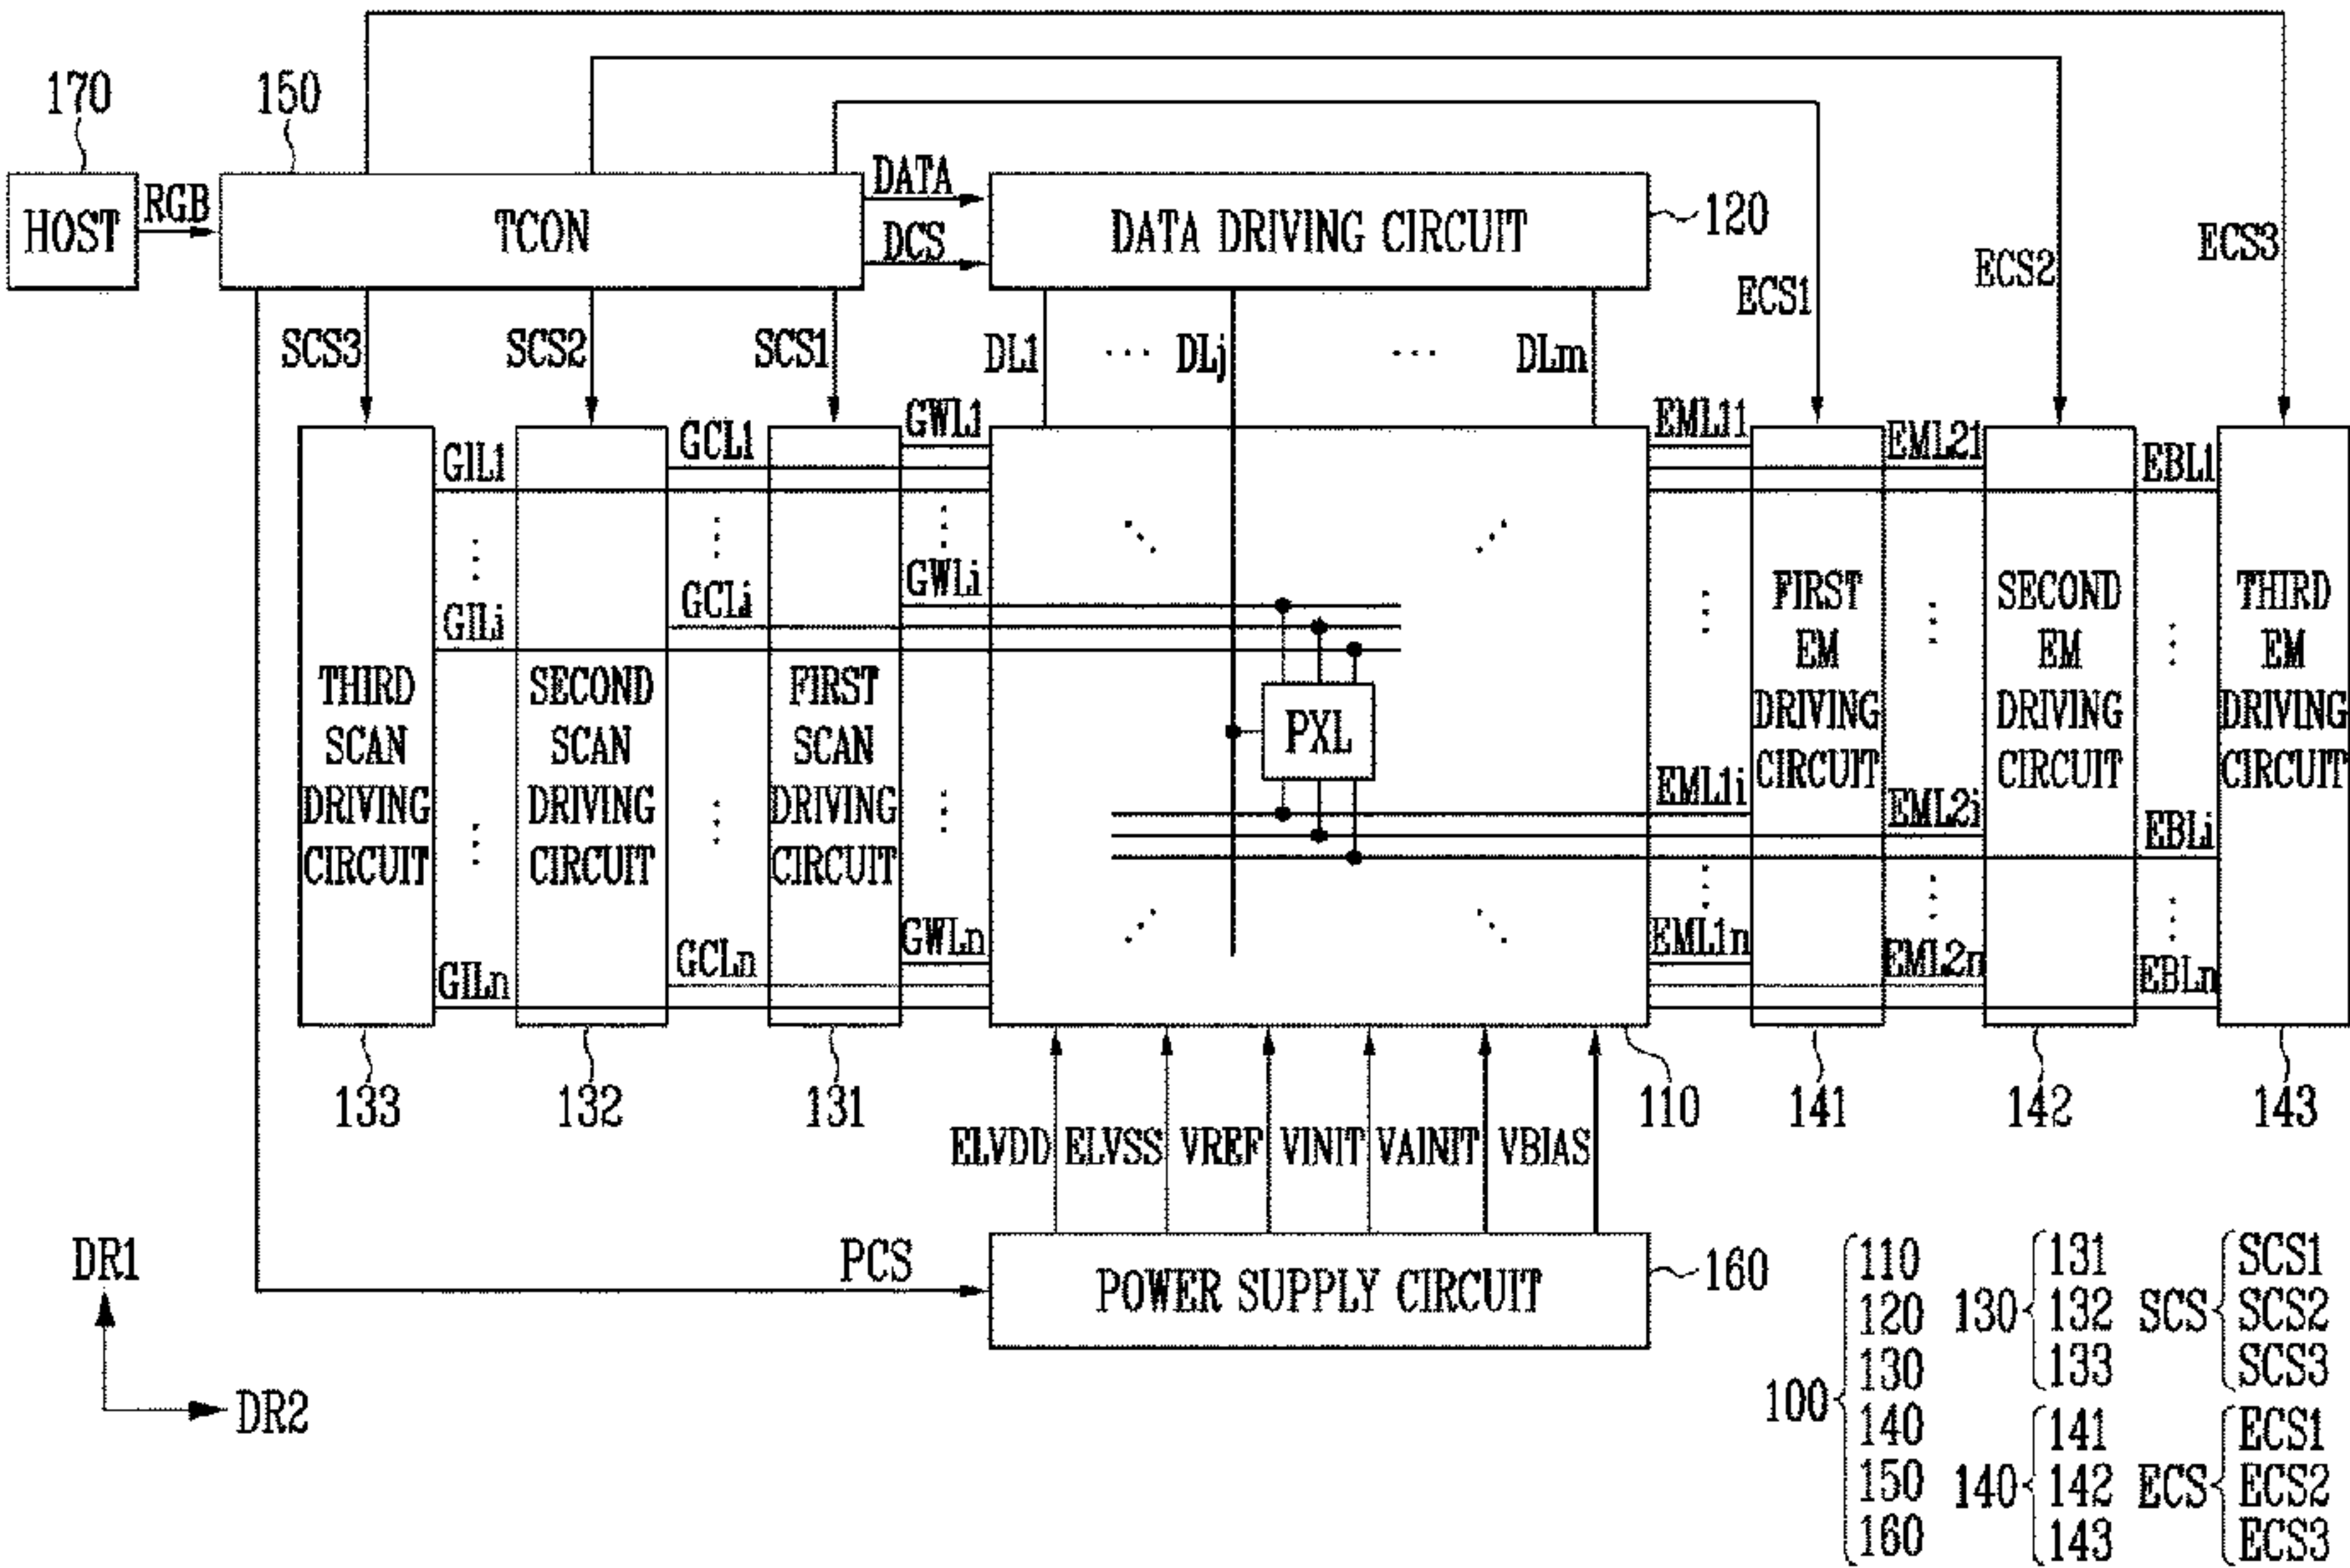 170
150
HOST
RGB
TCON
DATA
DCS
DATA DRIVING CIRCUIT
120
ECS1
ECS2
ECS3
SCS3
SCS2
SCS1
DL1
...
DLj
...
DLm
GIL1
GCL1
GWL1
EML11
EML21
EBL1
GILi
GCLi
GWLi
THIRD
SCAN
DRIVING
CIRCUIT
SECOND
SCAN
DRIVING
CIRCUIT
FIRST
SCAN
DRIVING
CIRCUIT
PXL
FIRST
EM
DRIVING
CIRCUIT
SECOND
EM
DRIVING
CIRCUIT
THIRD
EM
DRIVING
CIRCUIT
EML1i
EML2i
EBLi
GILn
GCLn
GWLn
EML1n
EML2n
EBLn
133
132
131
110
141
142
143
ELVDD
ELVSS
VREF
VINIT
VAINIT
VBIAS
PCS
POWER SUPPLY CIRCUIT
160
DR1
DR2
100
110
120
130
140
150
160
130
131
132
133
140
141
142
143
SCS
SCS1
SCS2
SCS3
ECS
ECS1
ECS2
ECS3